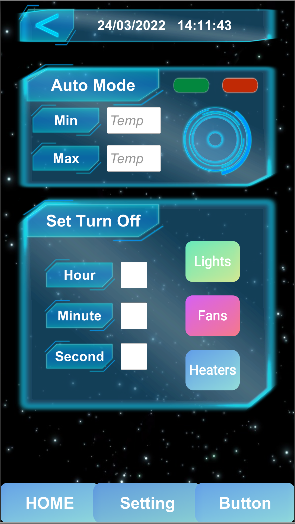 24/03/2022 14:11:43
Auto Mode
Min Temp
Max Temp
Set Turn Off
Lights
Hour
Minute Fans
Second Heaters
HOME Setting Button